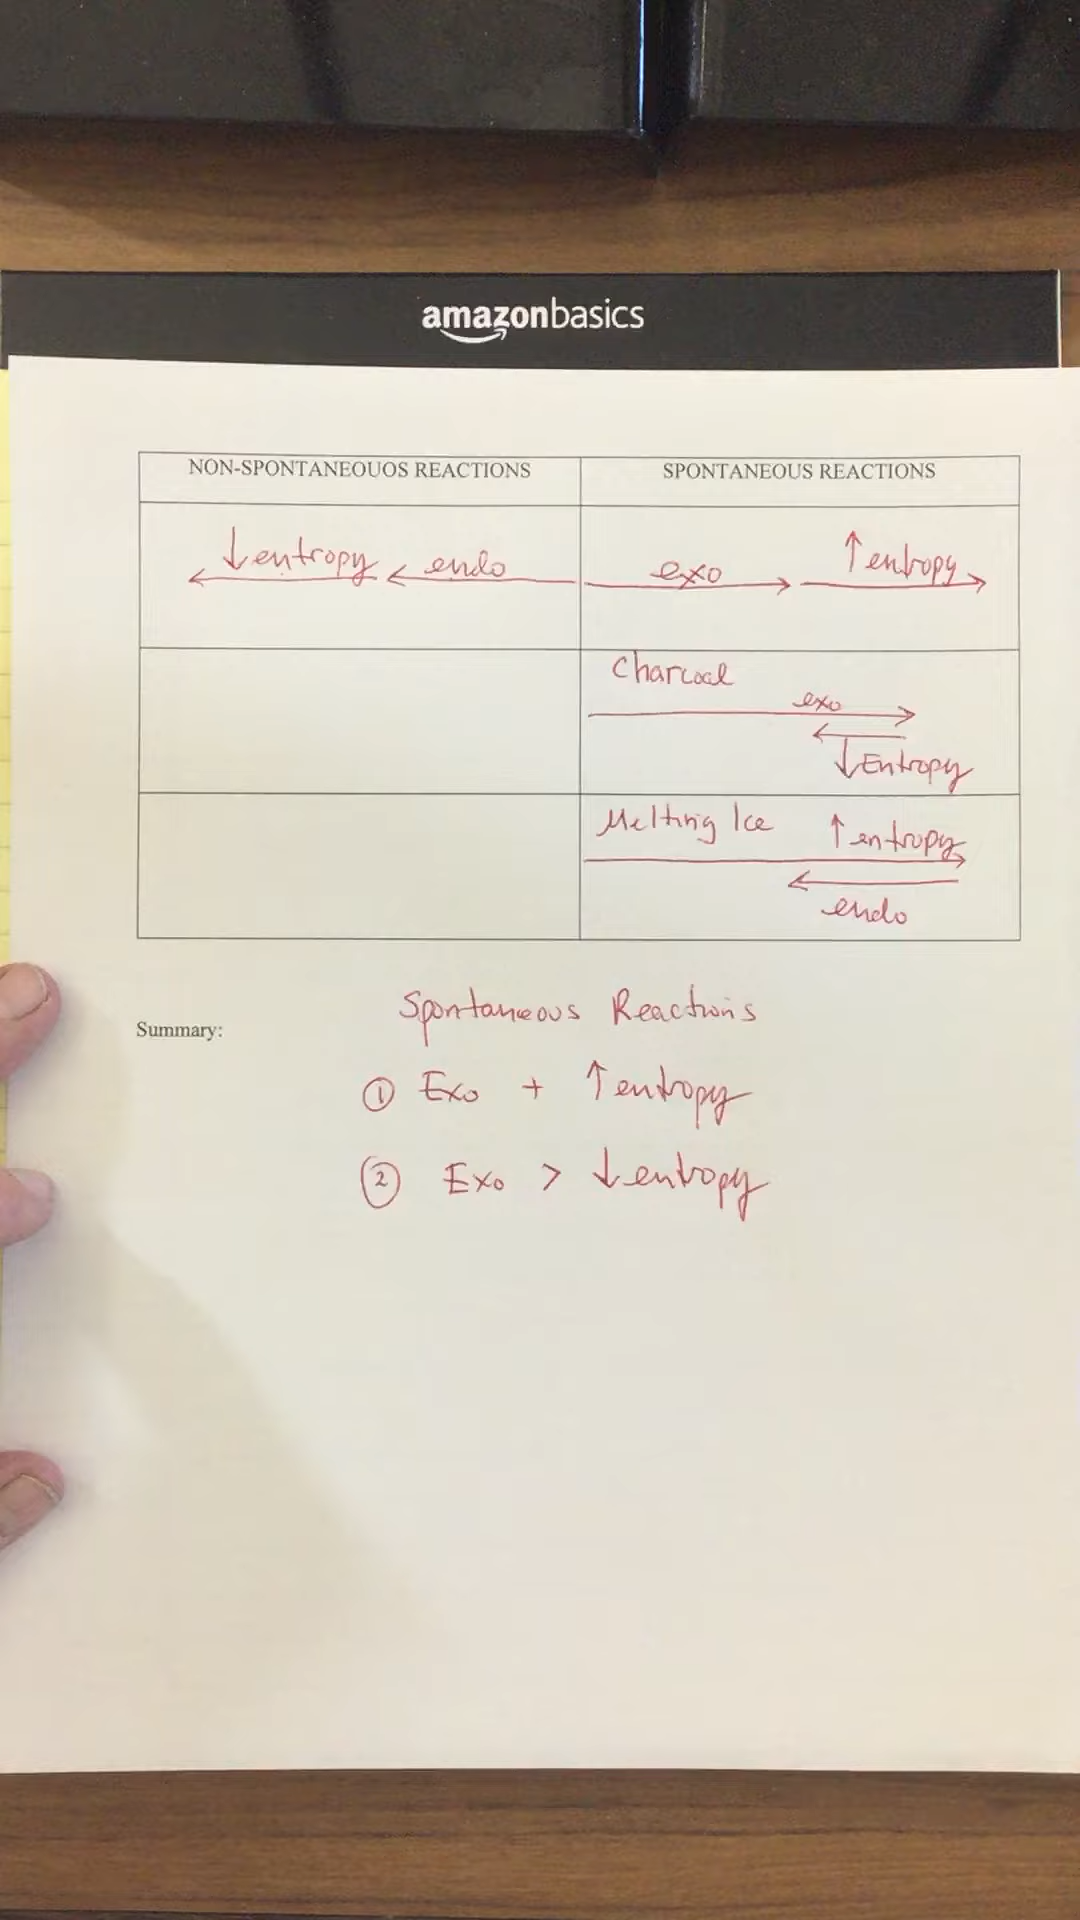 amazonbasics
NON-SPONTANEOUOS REACTIONS
SPONTANEOUS REACTIONS
↓entropy endo
exo ↑entropy
Charcoal
exo
↓Entropy
Melting Ice ↑entropy
endo
Summary:
Spontaneous Reactions
① Exo + ↑entropy
② Exo > ↓entropy